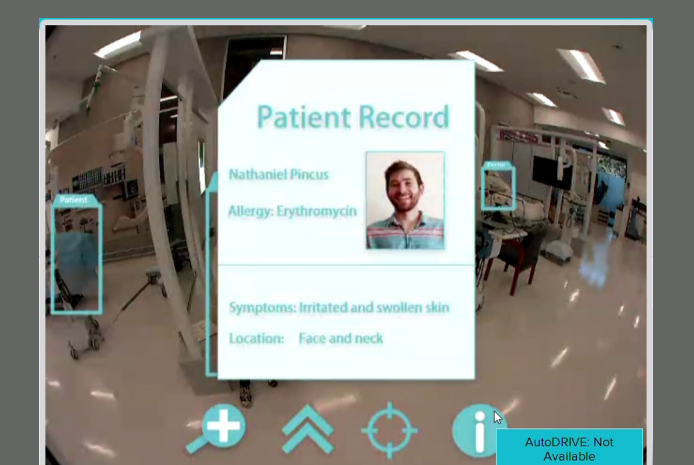 Patient Record
Nathaniel Pincus
Allergy: Erythromycin
Patient
Symptoms: Irritated and swollen skin
Location: Face and neck
AutoDRIVE: Not
Available